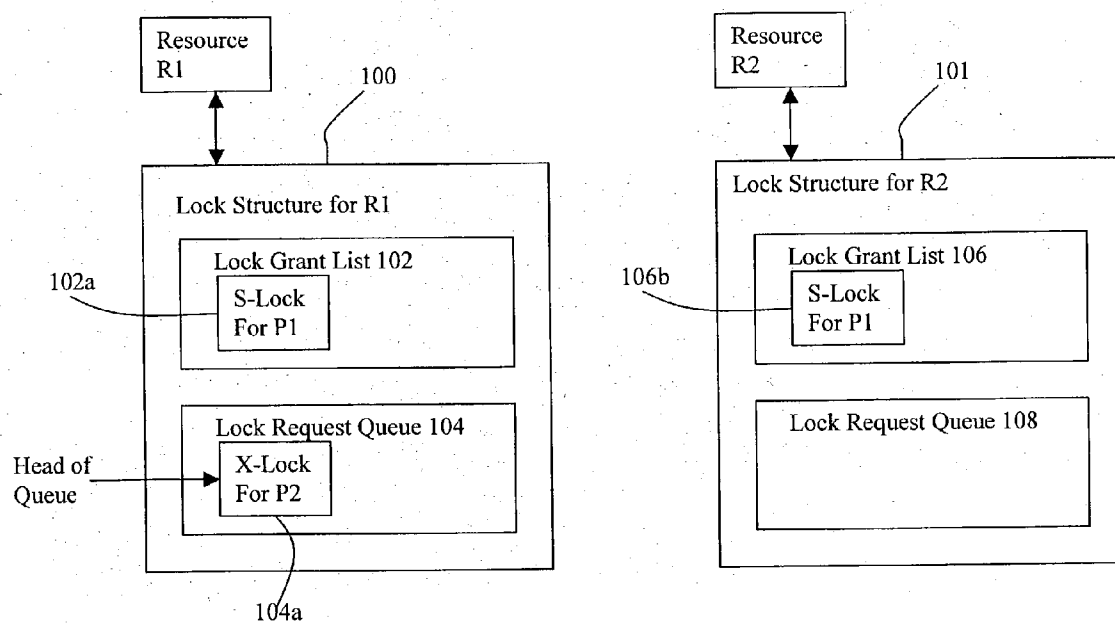 Resource
R1
100
Lock Structure for R1
Lock Grant List 102
102a
S-Lock
For P1
Lock Request Queue 104
Head of
Queue
X-Lock
For P2
104a
Resource
R2
101
Lock Structure for R2
Lock Grant List 106
106b
S-Lock
For P1
Lock Request Queue 108